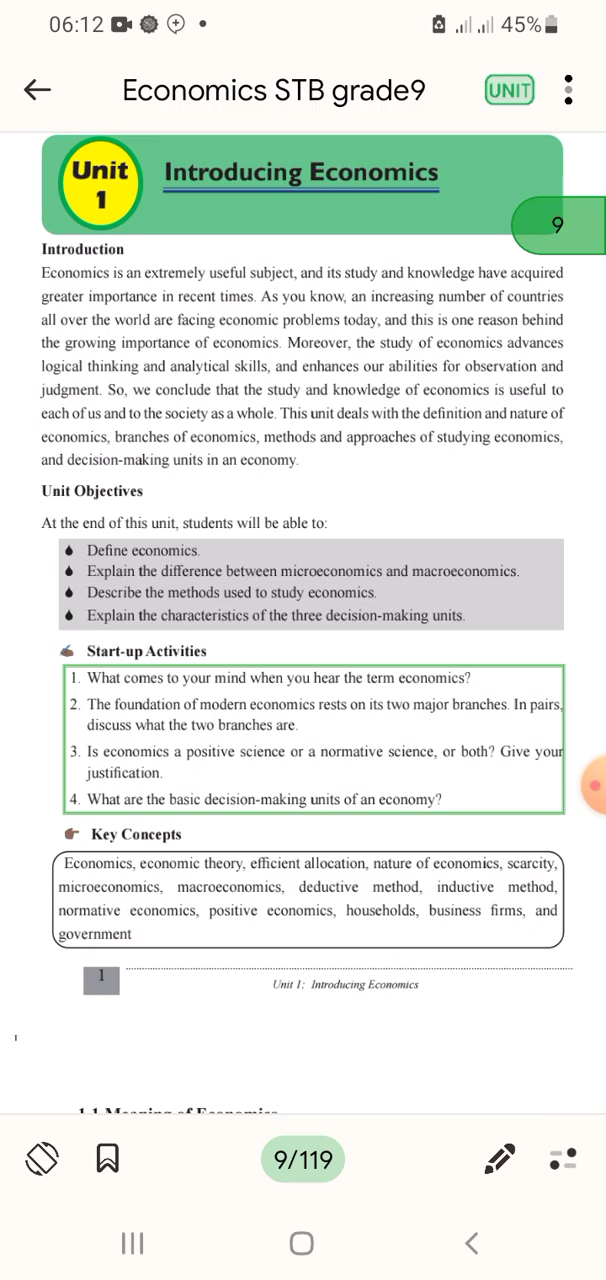 06:12
45%
Economics STB grade9
UNIT
Unit
1
Introducing Economics
9
Introduction
Economics is an extremely useful subject, and its study and knowledge have acquired
greater importance in recent times. As you know, an increasing number of countries
all over the world are facing economic problems today, and this is one reason behind
the growing importance of economics. Moreover, the study of economics advances
logical thinking and analytical skills, and enhances our abilities for observation and
judgment. So, we conclude that the study and knowledge of economics is useful to
each of us and to the society as a whole. This unit deals with the definition and nature of
economics, branches of economics, methods and approaches of studying economics,
and decision-making units in an economy.
Unit Objectives
At the end of this unit, students will be able to:
Define economics.
Explain the difference between microeconomics and macroeconomics.
Describe the methods used to study economics.
Explain the characteristics of the three decision-making units.
Start-up Activities
1. What comes to your mind when you hear the term economics?
2. The foundation of modern economics rests on its two major branches. In pairs,
discuss what the two branches are.
3. Is economics a positive science or a normative science, or both? Give your
justification.
4. What are the basic decision-making units of an economy?
Key Concepts
Economics, economic theory, efficient allocation, nature of economics, scarcity,
microeconomics, macroeconomics, deductive method, inductive method,
normative economics, positive economics, households, business firms, and
government
1
Unit 1: Introducing Economics
1.1 Meaning of Economics
9/119